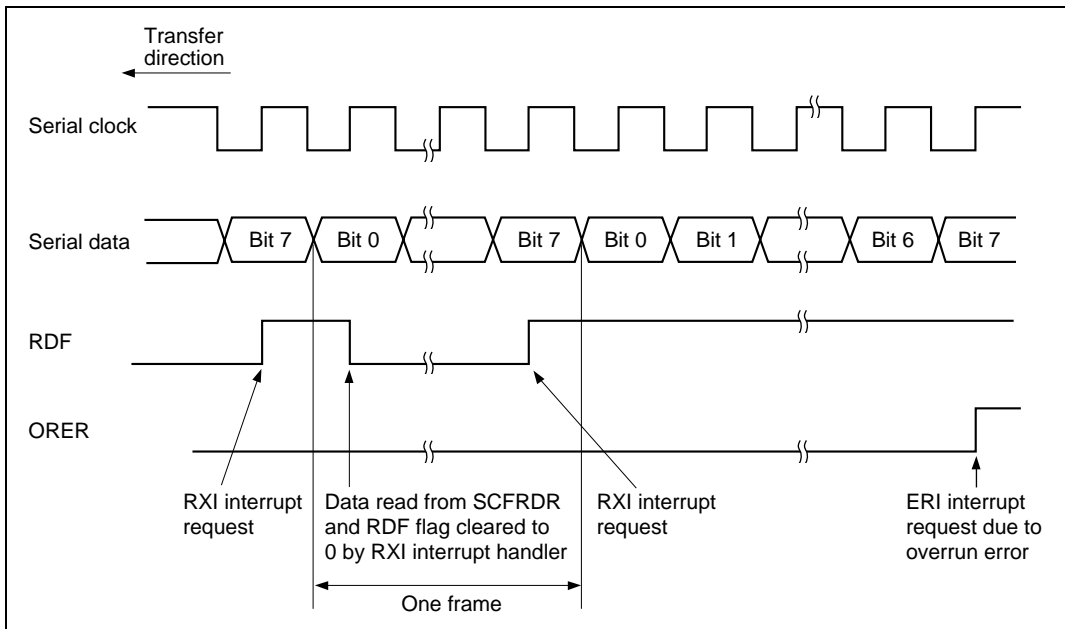 Transfer
direction
Serial clock
Serial data
Bit 7 Bit 0 Bit 7 Bit 0 Bit 1 Bit 6 Bit 7
RDF
ORER
RXI interrupt
request
Data read from SCFRDR
and RDF flag cleared to
0 by RXI interrupt handler
RXI interrupt
request
ERI interrupt
request due to
overrun error
One frame